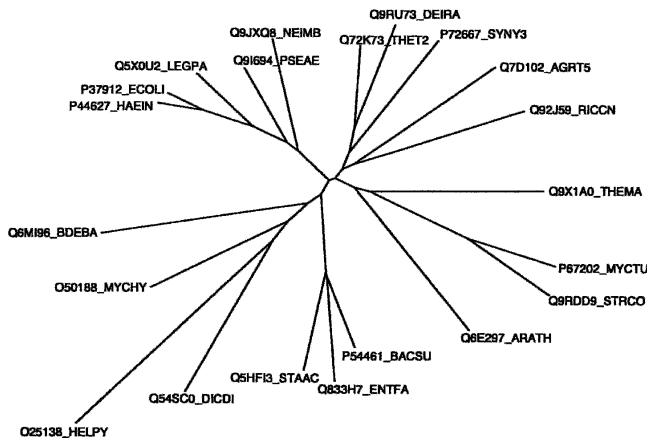 Q9RU73_DEIRA
Q9JXQ8_NEIMB
Q72K73_THET2
P72667_SYNY3
Q9I694_PSEAE
Q5X0U2_LEGPA
Q7D102_AGRT5
P37912_ECOLI
P44627_HAEIN
Q92J59_RICCN
Q9X1A0_THEMA
Q6MI96_BDEBA
P67202_MYCTU
O50188_MYCHY
Q9RDD9_STRCO
Q6E297_ARATH
P54461_BACSU
Q5HFI3_STAAC
Q833H7_ENTFA
Q54SC0_DICDI
O25138_HELPY